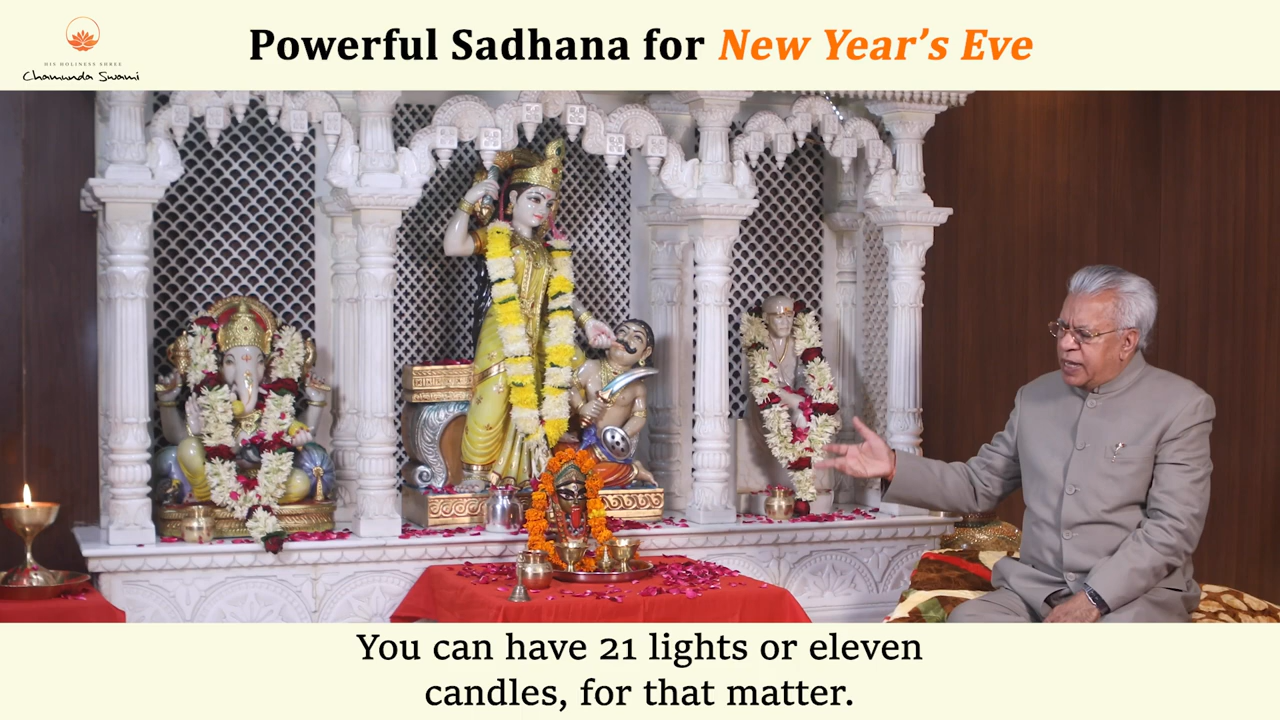 Powerful Sadhana for New Year’s Eve
HIS HOLINESS SHREE
Chamunda Swami
You can have 21 lights or eleven
candles, for that matter.